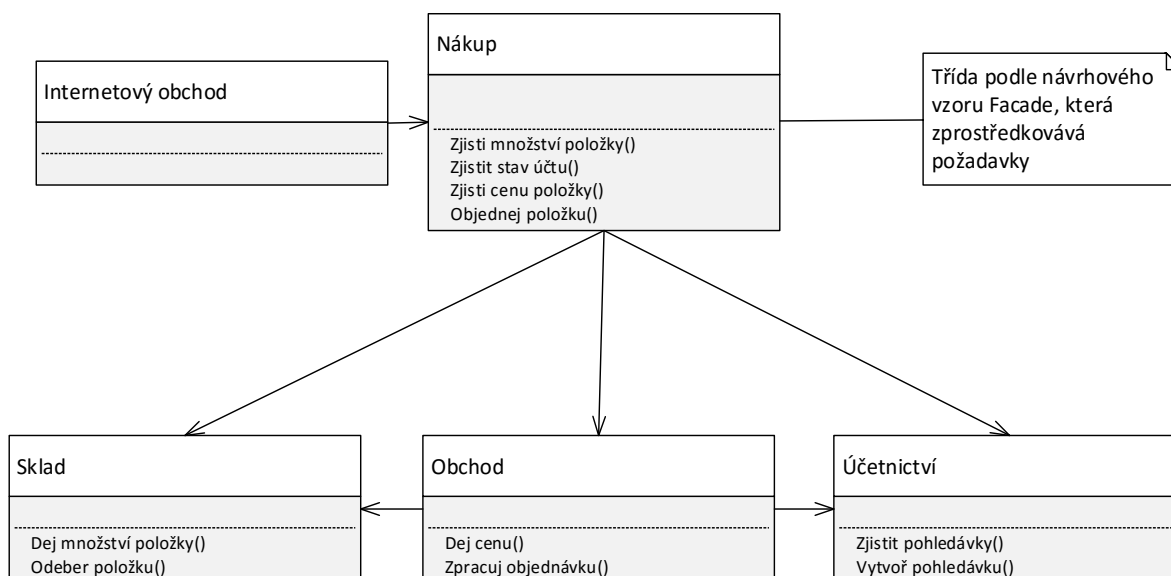 Nákup
Internetový obchod
Zjisti množství položky()
Zjistit stav účtu()
Zjisti cenu položky()
Objednej položku()
Třída podle návrhového
vzoru Facade, která
zprostředkovává
požadavky
Sklad
Dej množství položky()
Odeber položku()
Obchod
Dej cenu()
Zpracuj objednávku()
Účetnictví
Zjistit pohledávky()
Vytvoř pohledávku()